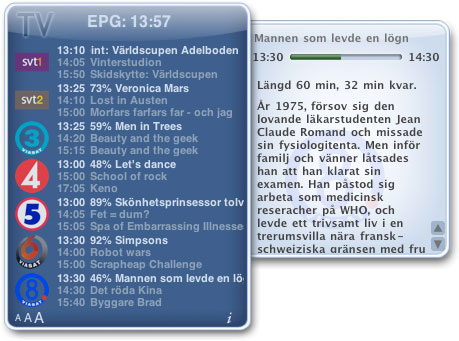 TV EPG: 13:57
svt1
13:10 int: Världscupen Adelboden
14:05 Vinterstudion
15:50 Skidskytte: Världscupen
svt2
13:25 73% Veronica Mars
14:10 Lost in Austen
15:00 Morfars farfars far - och jag
3 VIASAT
13:25 59% Men in Trees
14:20 Beauty and the geek
15:15 Beauty and the geek
4
13:00 48% Let's dance
15:00 School of rock
17:05 Keno
5
13:00 89% Skönhetsprinsessor tolv
14:05 Fet = dum?
15:05 Spa of Embarrassing Illnesse
6 VIASAT
13:30 92% Simpsons
14:00 Robot wars
15:00 Scrapheap Challenge
8 VIASAT
13:30 46% Mannen som levde en lö
14:30 Det röda Kina
15:40 Byggare Brad
A A A i
Mannen som levde en lögn
13:30 14:30
Längd 60 min, 32 min kvar.
År 1975, försov sig den
lovande läkarstudenten Jean
Claude Romand och missade
sin fysiologitenta. Men inför
familj och vänner låtsades
han att han klarat sin
examen. Han påstod sig
arbeta som medicinsk
reseracher på WHO, och
levde ett trivsamt liv i en
trerumsvilla nära fransk-
schweiziska gränsen med fru